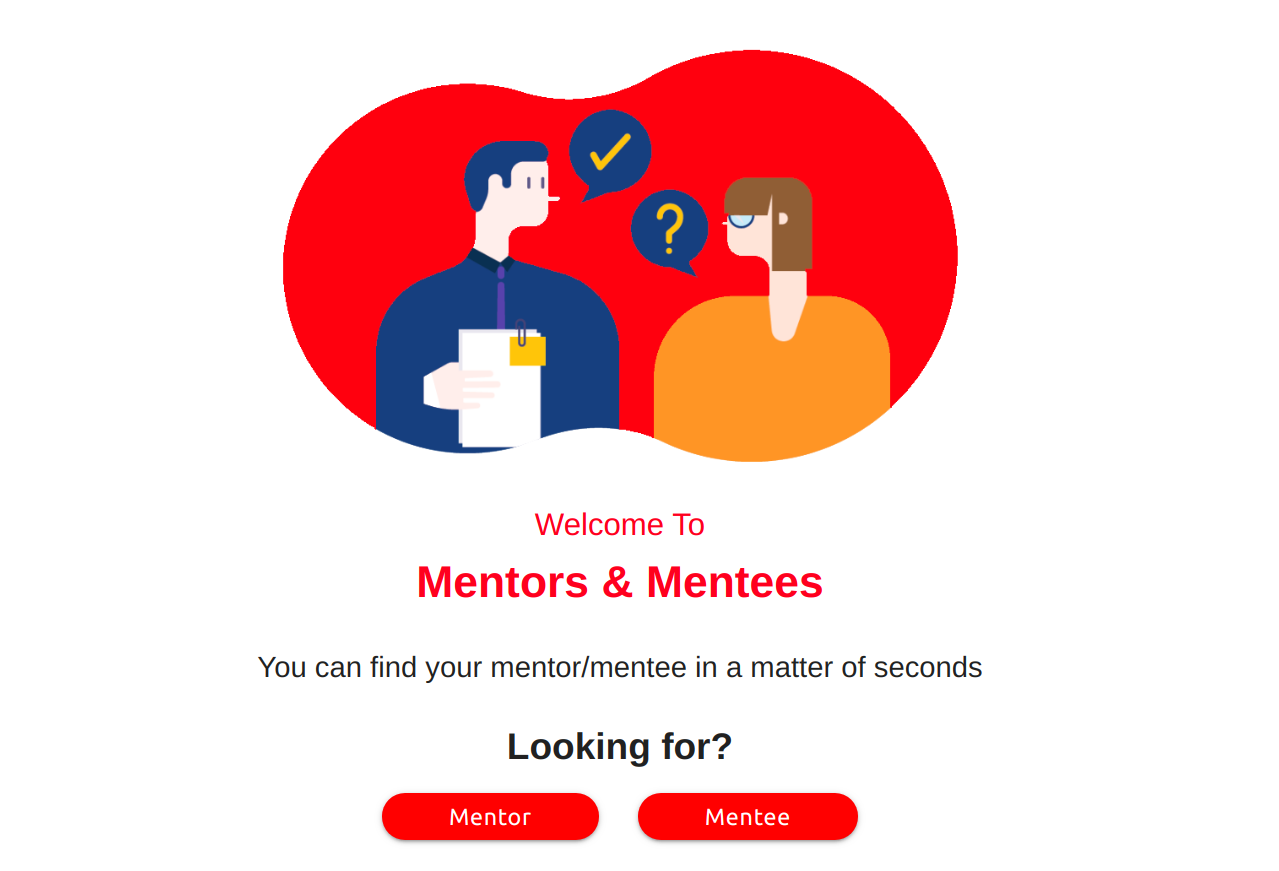 ?
Welcome To
Mentors & Mentees
You can find your mentor/mentee in a matter of seconds
Looking for?
Mentor Mentee